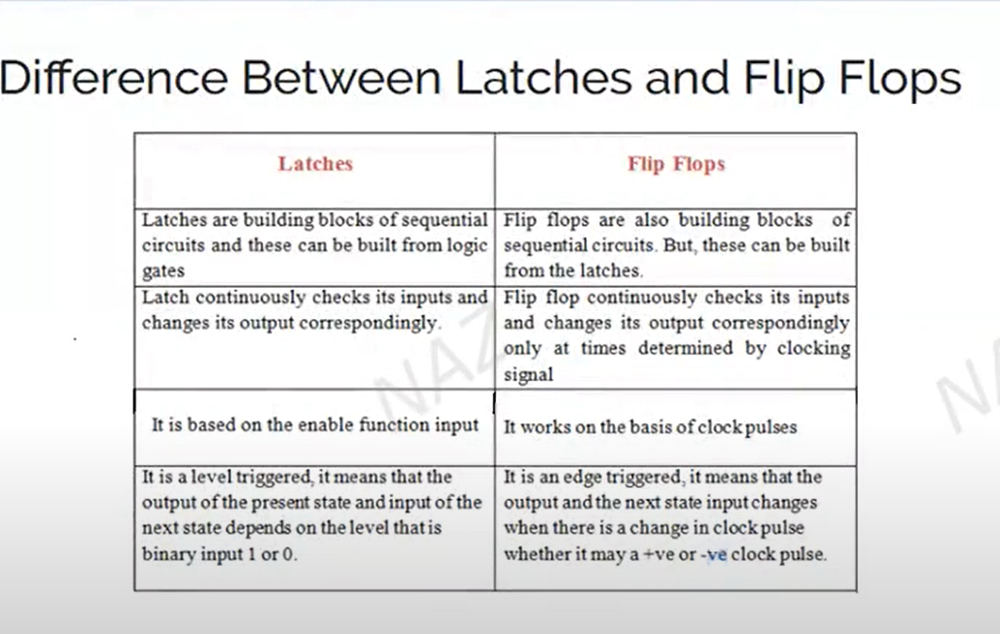 Difference Between Latches and Flip Flops
Latches
Flip Flops
Latches are building blocks of sequential
circuits and these can be built from logic
gates
Flip flops are also building blocks of
sequential circuits. But, these can be built
from the latches.
Latch continuously checks its inputs and
changes its output correspondingly.
Flip flop continuously checks its inputs
and changes its output correspondingly
only at times determined by clocking
signal
It is based on the enable function input
It works on the basis of clock pulses
It is a level triggered, it means that the
output of the present state and input of the
next state depends on the level that is
binary input 1 or 0.
It is an edge triggered, it means that the
output and the next state input changes
when there is a change in clock pulse
whether it may a +ve or -ve clock pulse.